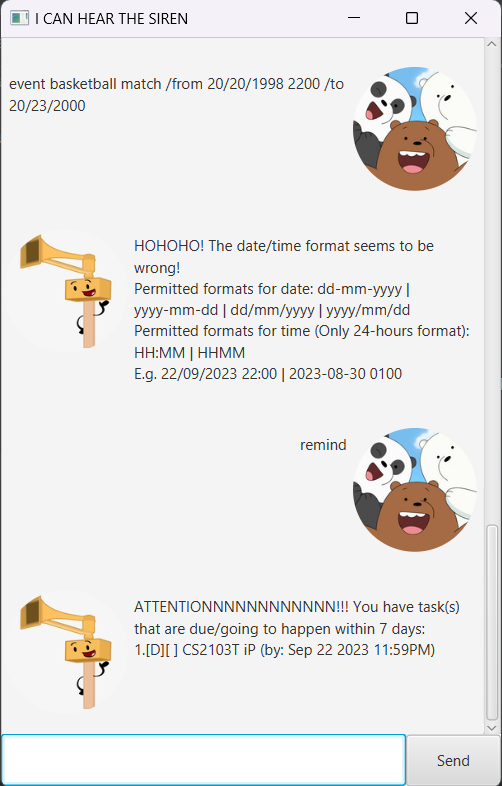 I CAN HEAR THE SIREN
event basketball match /from 20/20/1998 2200 /to
20/23/2000
HOHOHO! The date/time format seems to be
wrong!
Permitted formats for date: dd-mm-yyyy |
yyyy-mm-dd | dd/mm/yyyy | yyyy/mm/dd
Permitted formats for time (Only 24-hours format):
HH:MM | HHMM
E.g. 22/09/2023 22:00 | 2023-08-30 0100
remind
ATTENTIONNNNNNNNNNNNN!!! You have task(s)
that are due/going to happen within 7 days:
1.[D][ ] CS2103T iP (by: Sep 22 2023 11:59PM)
Send